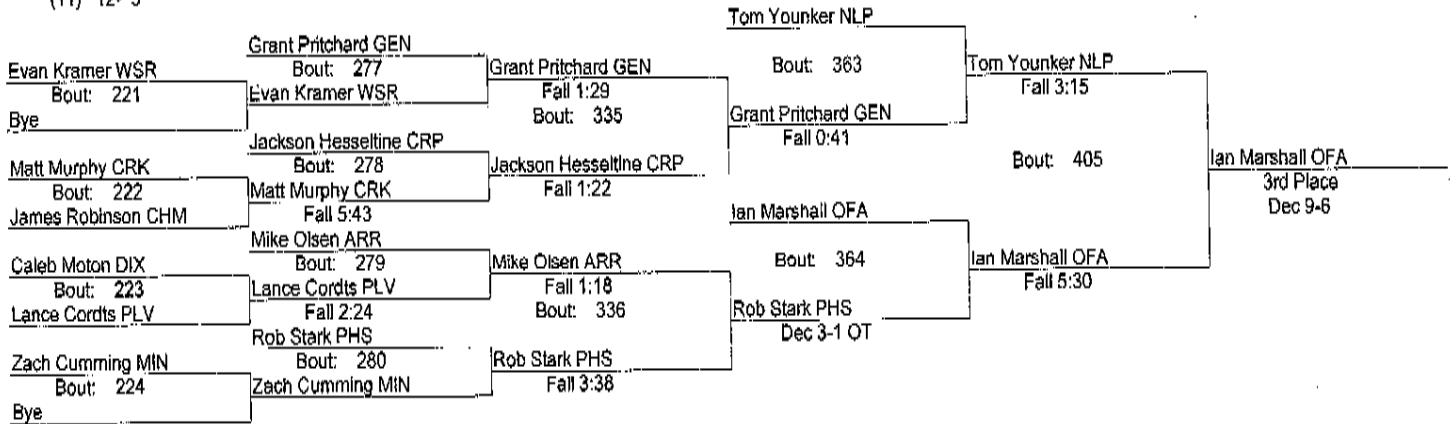 Evan Kramer WSR
Bout: 221
Bye
Matt Murphy CRK
Bout: 222
James Robinson CHM
Caleb Moton DIX
Bout: 223
Lance Cordts PLV
Zach Cumming MIN
Bout: 224
Bye
Grant Pritchard GEN
Bout: 277
Evan Kramer WSR
Jackson Hesseltine CRP
Bout: 278
Matt Murphy CRK
Fall 5:43
Mike Olsen ARR
Bout: 279
Lance Cordts PLV
Fall 2:24
Rob Stark PHS
Bout: 280
Zach Cumming MIN
Grant Pritchard GEN
Fall 1:29
Bout: 335
Jackson Hesseltine CRP
Fall 1:22
Mike Olsen ARR
Fall 1:18
Bout: 336
Rob Stark PHS
Fall 3:38
Tom Younker NLP
Bout: 363
Grant Pritchard GEN
Fall 0:41
Ian Marshall OFA
Bout: 364
Rob Stark PHS
Dec 3-1 OT
Tom Younker NLP
Fall 3:15
Bout: 405
Ian Marshall OFA
Fall 5:30
Ian Marshall OFA
3rd Place
Dec 9-6